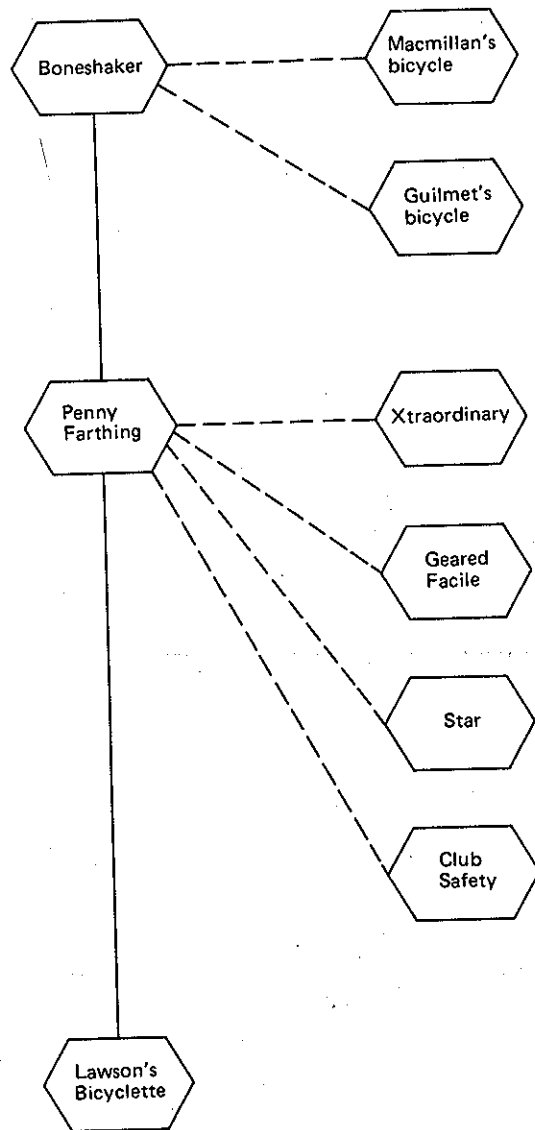 Boneshaker
Macmillan's
bicycle
Guilmet's
bicycle
Penny
Farthing
Xtraordinary
Geared
Facile
Star
Club
Safety
Lawson's
Bicyclette